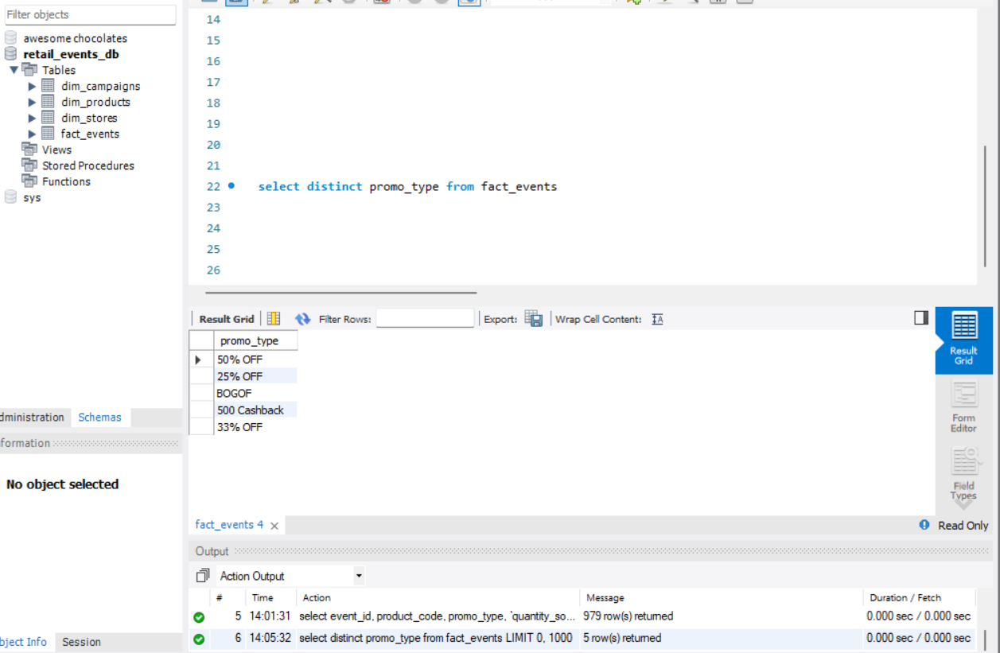 Filter objects
awesome chocolates
retail_events_db
Tables
dim_campaigns
dim_products
dim_stores
fact_events
Views
Stored Procedures
Functions
sys
14
15
16
17
18
19
20
21
22 select distinct promo_type from fact_events
23
24
25
26
Result Grid Filter Rows: Export: Wrap Cell Content:
promo_type
50% OFF
25% OFF
BOGOF
500 Cashback
33% OFF
Result
Grid
Form
Editor
Field
Types
dministration Schemas
nformation
No object selected
fact_events 4 Read Only
Output
Action Output
# Time Action Message Duration / Fetch
5 14:01:31 select event_id, product_code, promo_type, `quantity_so... 979 row(s) returned 0.000 sec / 0.000 sec
6 14:05:32 select distinct promo_type from fact_events LIMIT 0, 1000 5 row(s) returned 0.000 sec / 0.000 sec
bject Info Session